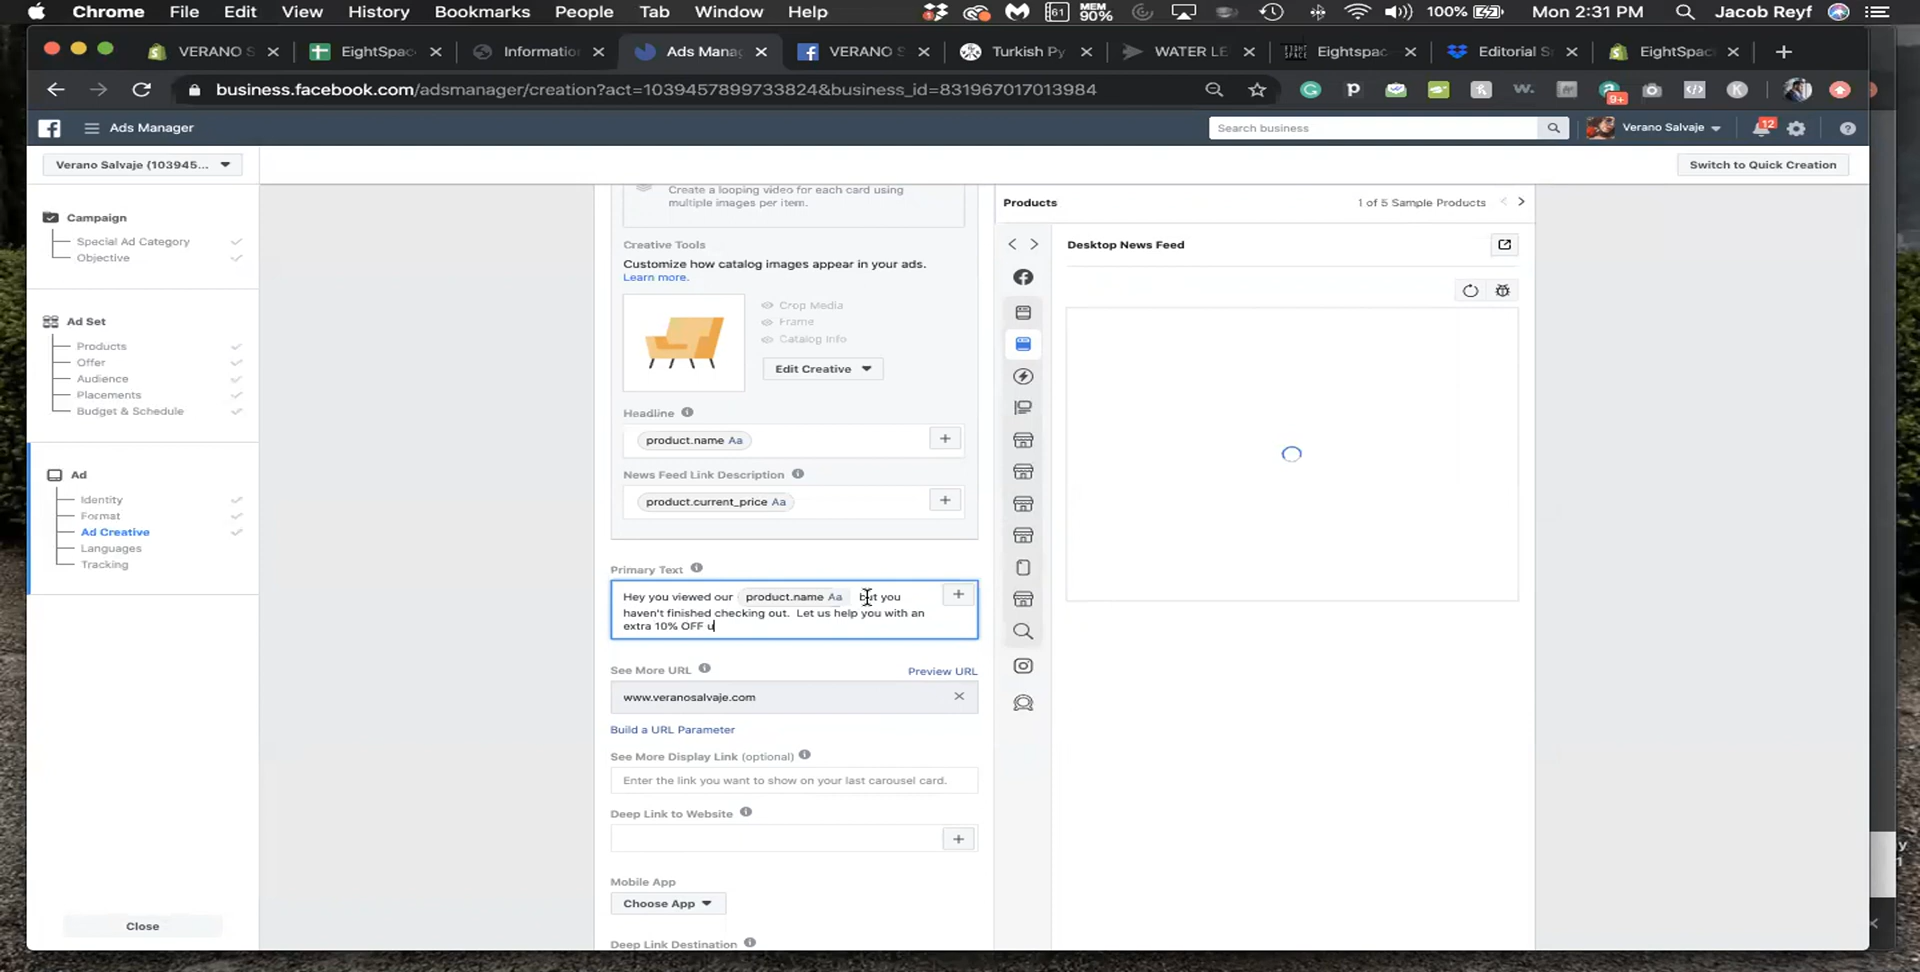 Chrome File Edit View History Bookmarks People Tab Window Help 61 MEM 90% 100% Mon 2:31 PM Jacob Reyf
VERANO S EightSpac Information Ads Manag VERANO S Turkish Py WATER LE EIGHT SPACE Eightspac Editorial S EightSpac
business.facebook.com/adsmanager/creation?act=1039457899733824&business_id=831967017013984 9+
Ads Manager Search business Verano Salvaje 12
Verano Salvaje (103945... Switch to Quick Creation
Campaign
Special Ad Category
Objective
Ad Set
Products
Offer
Audience
Placements
Budget & Schedule
Ad
Identity
Format
Ad Creative
Languages
Tracking
Close
Create a looping video for each card using
multiple images per item.
Creative Tools
Customize how catalog images appear in your ads.
Learn more.
Crop Media
Frame
Catalog Info
Edit Creative
Headline
product.name Aa
News Feed Link Description
product.current_price Aa
Primary Text
Hey you viewed our product.name Aa but you
haven't finished checking out. Let us help you with an
extra 10% OFF u
See More URL Preview URL
www.veranosalvaje.com
Build a URL Parameter
See More Display Link (optional)
Enter the link you want to show on your last carousel card.
Deep Link to Website
Mobile App
Choose App
Deep Link Destination
Products 1 of 5 Sample Products
Desktop News Feed